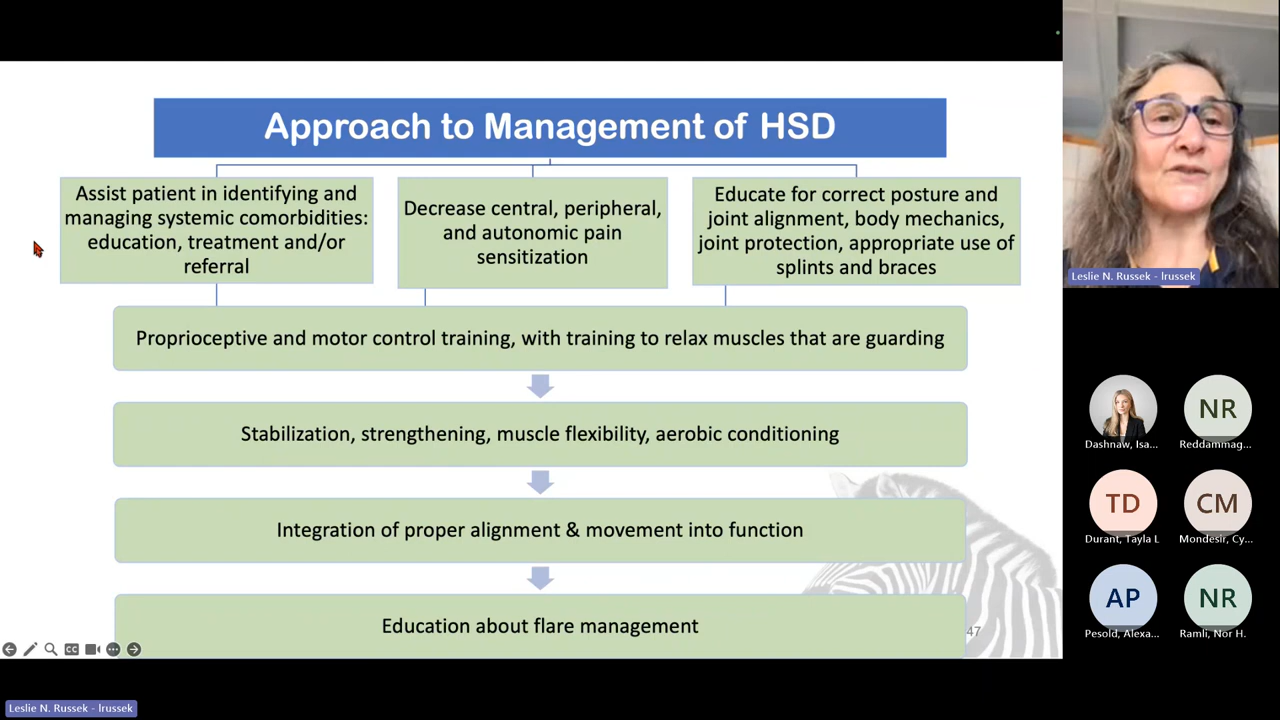 Approach to Management of HSD
Assist patient in identifying and
managing systemic comorbidities:
education, treatment and/or
referral
Decrease central, peripheral,
and autonomic pain
sensitization
Educate for correct posture and
joint alignment, body mechanics,
joint protection, appropriate use of
splints and braces
Proprioceptive and motor control training, with training to relax muscles that are guarding
Stabilization, strengthening, muscle flexibility, aerobic conditioning
Integration of proper alignment & movement into function
Education about flare management
47
CC
Leslie N. Russek - lrussek
Dashnaw, Isa...
NR
Reddammag...
TD
Durant, Tayla L
CM
Mondesir, Cy...
AP
Pesold, Alexa...
NR
Ramli, Nor H.
Leslie N. Russek - lrussek